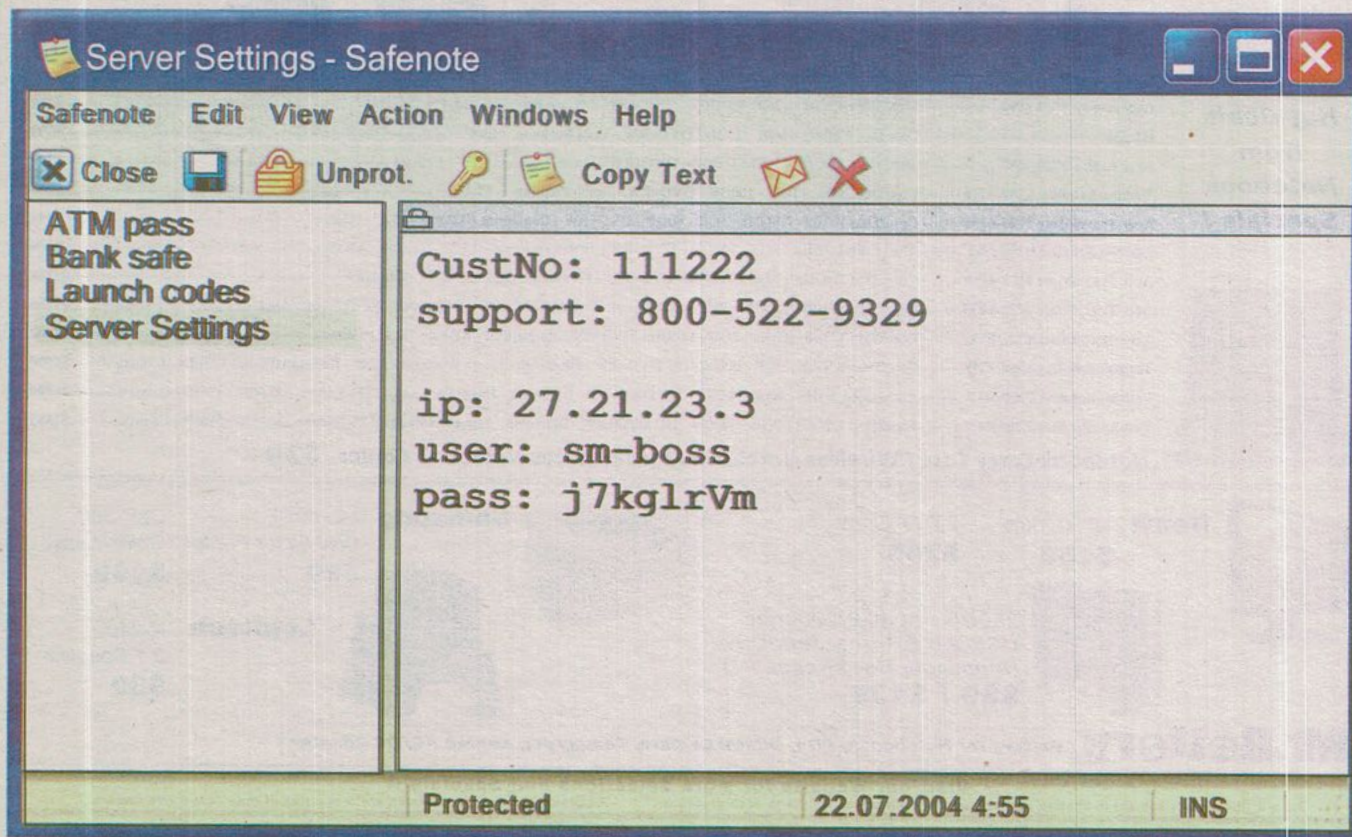 Server Settings - Safenote
Safenote Edit View Action Windows Help
Close Unprot. Copy Text
ATM pass
Bank safe
Launch codes
Server Settings
CustNo: 111222
support: 800-522-9329
ip: 27.21.23.3
user: sm-boss
pass: j7kglrVm
Protected 22.07.2004 4:55 INS